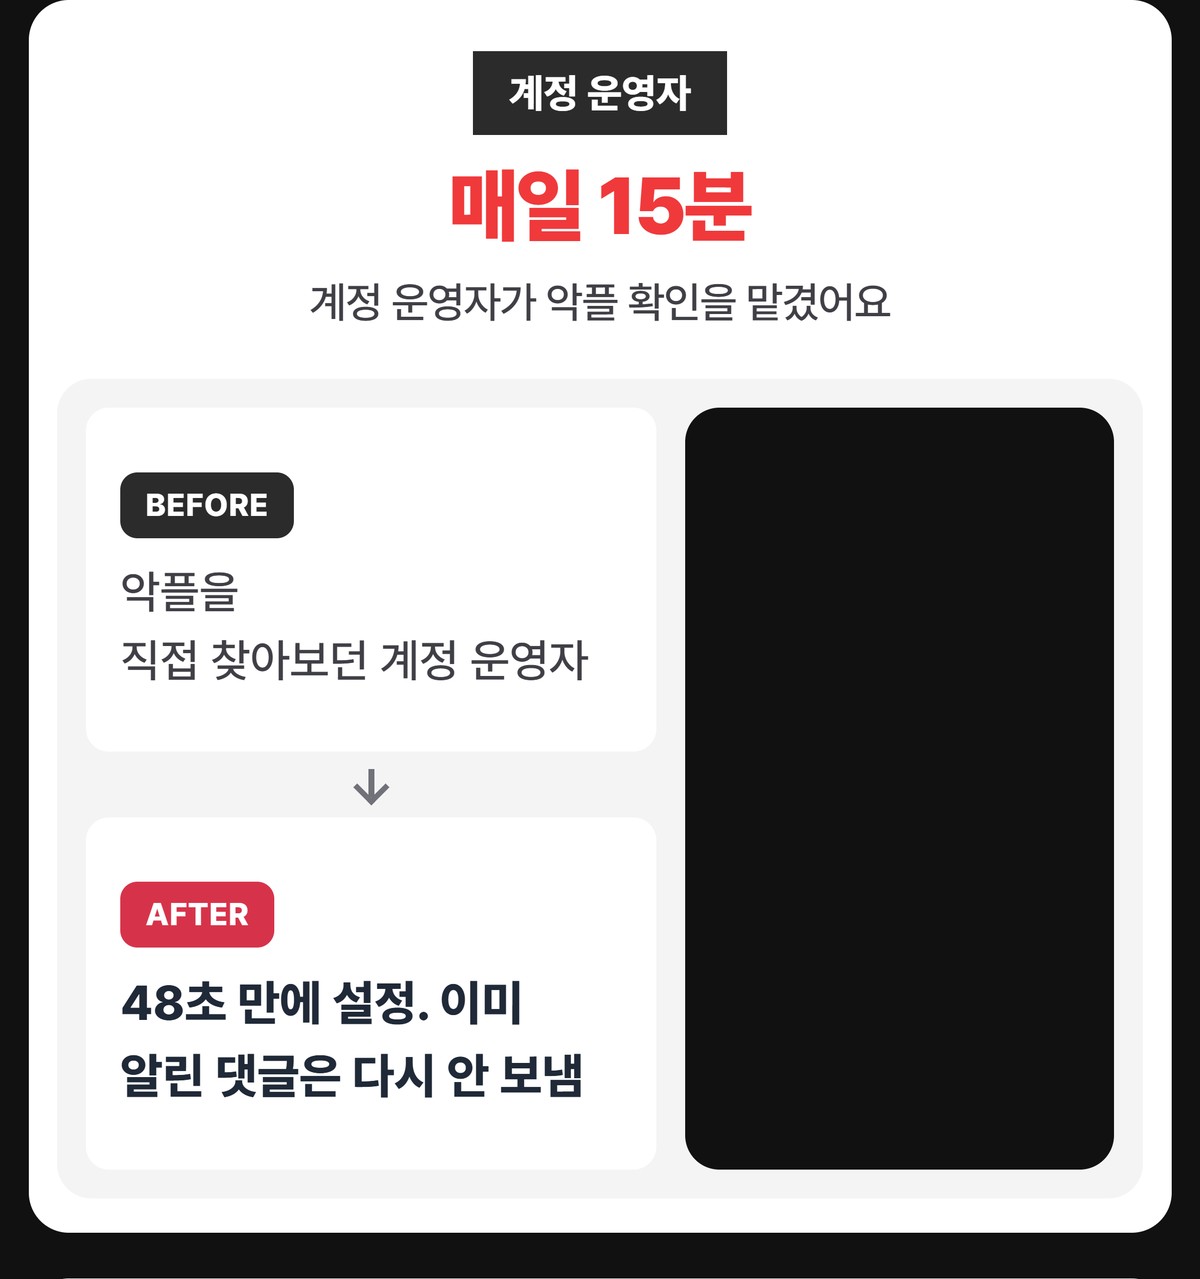 계정 운영자
매일 15분
계정 운영자가 악플 확인을 맡겼어요
BEFORE
악플을
직접 찾아보던 계정 운영자
AFTER
48초 만에 설정. 이미
알린 댓글은 다시 안 보냄